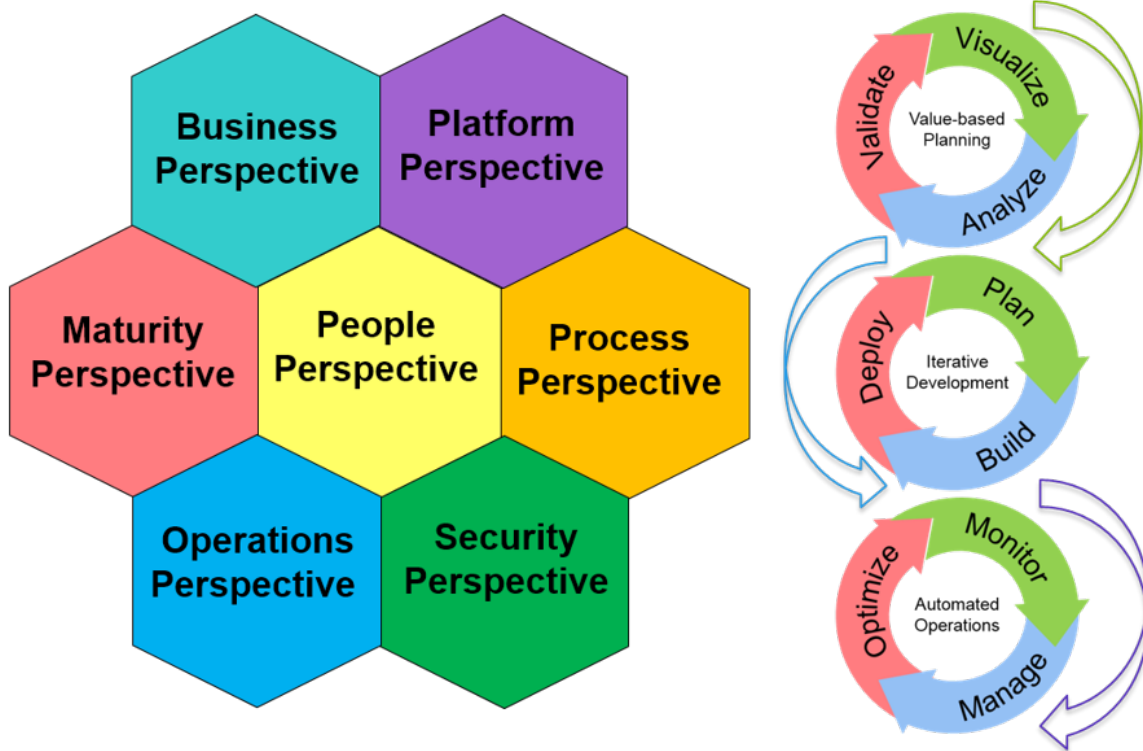 Business
Perspective
Platform
Perspective
Maturity
Perspective
People
Perspective
Process
Perspective
Operations
Perspective
Security
Perspective
Visualize
Analyze
Validate
Value-based
Planning
Plan
Build
Deploy
Iterative
Development
Monitor
Manage
Optimize
Automated
Operations